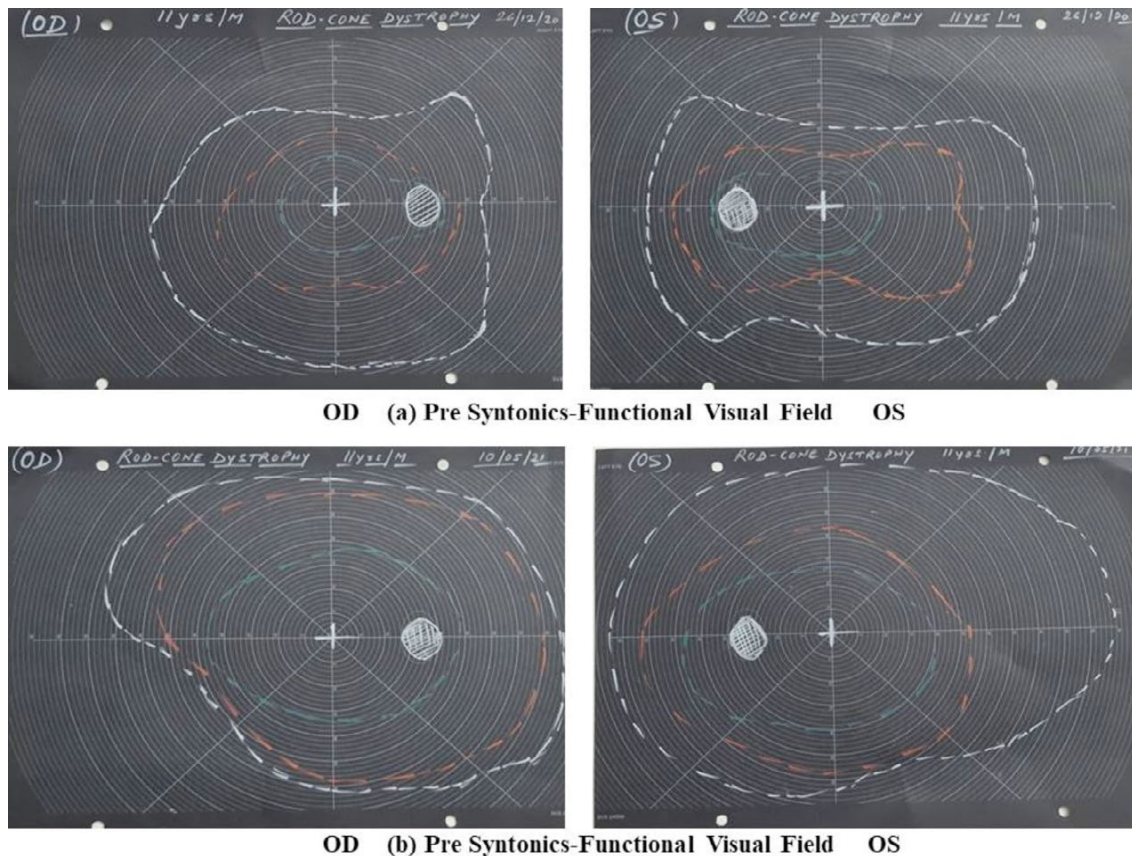 (OD) 11yrs/M ROD-CONE DYSTROPHY 26/12/20
(OS) ROD-CONE DYSTROPHY 11yrs/M 26/12/20
OD (a) Pre Syntonics-Functional Visual Field OS
(OD) ROD-CONE DYSTROPHY 11yrs/M 10/05/21
(OS) ROD-CONE DYSTROPHY 11yrs/M 10/05/21
OD (b) Pre Syntonics-Functional Visual Field OS